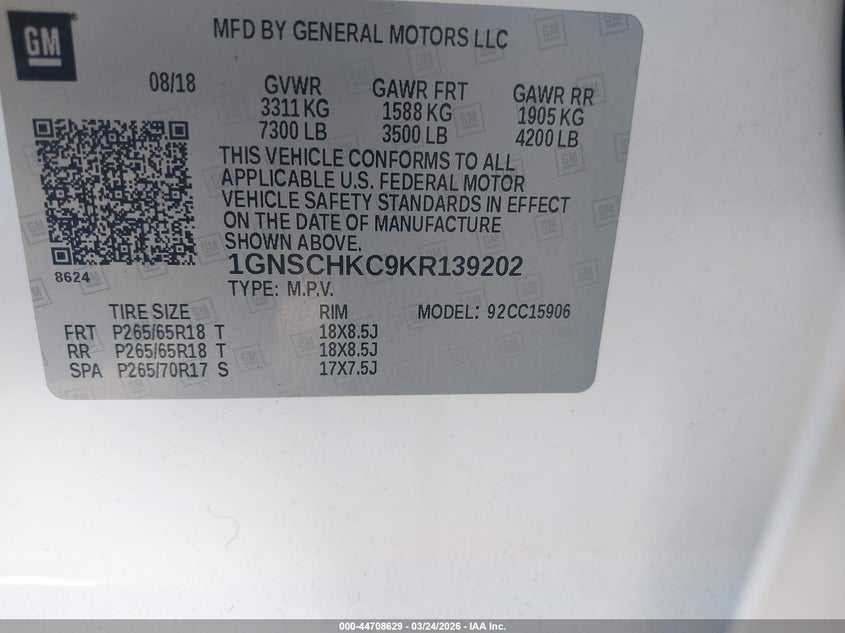 GM
MFD BY GENERAL MOTORS LLC
08/18 GVWR GAWR FRT GAWR RR
3311 KG 1588 KG 1905 KG
7300 LB 3500 LB 4200 LB
THIS VEHICLE CONFORMS TO ALL
APPLICABLE U.S. FEDERAL MOTOR
VEHICLE SAFETY STANDARDS IN EFFECT
ON THE DATE OF MANUFACTURE
SHOWN ABOVE.
8624
1GNSCHKC9KR139202
TYPE: M.P.V.
TIRE SIZE RIM MODEL: 92CC15906
FRT P265/65R18 T 18X8.5J
RR P265/65R18 T 18X8.5J
SPA P265/70R17 S 17X7.5J
000-44708629 - 03/24/2026 - IAA Inc.